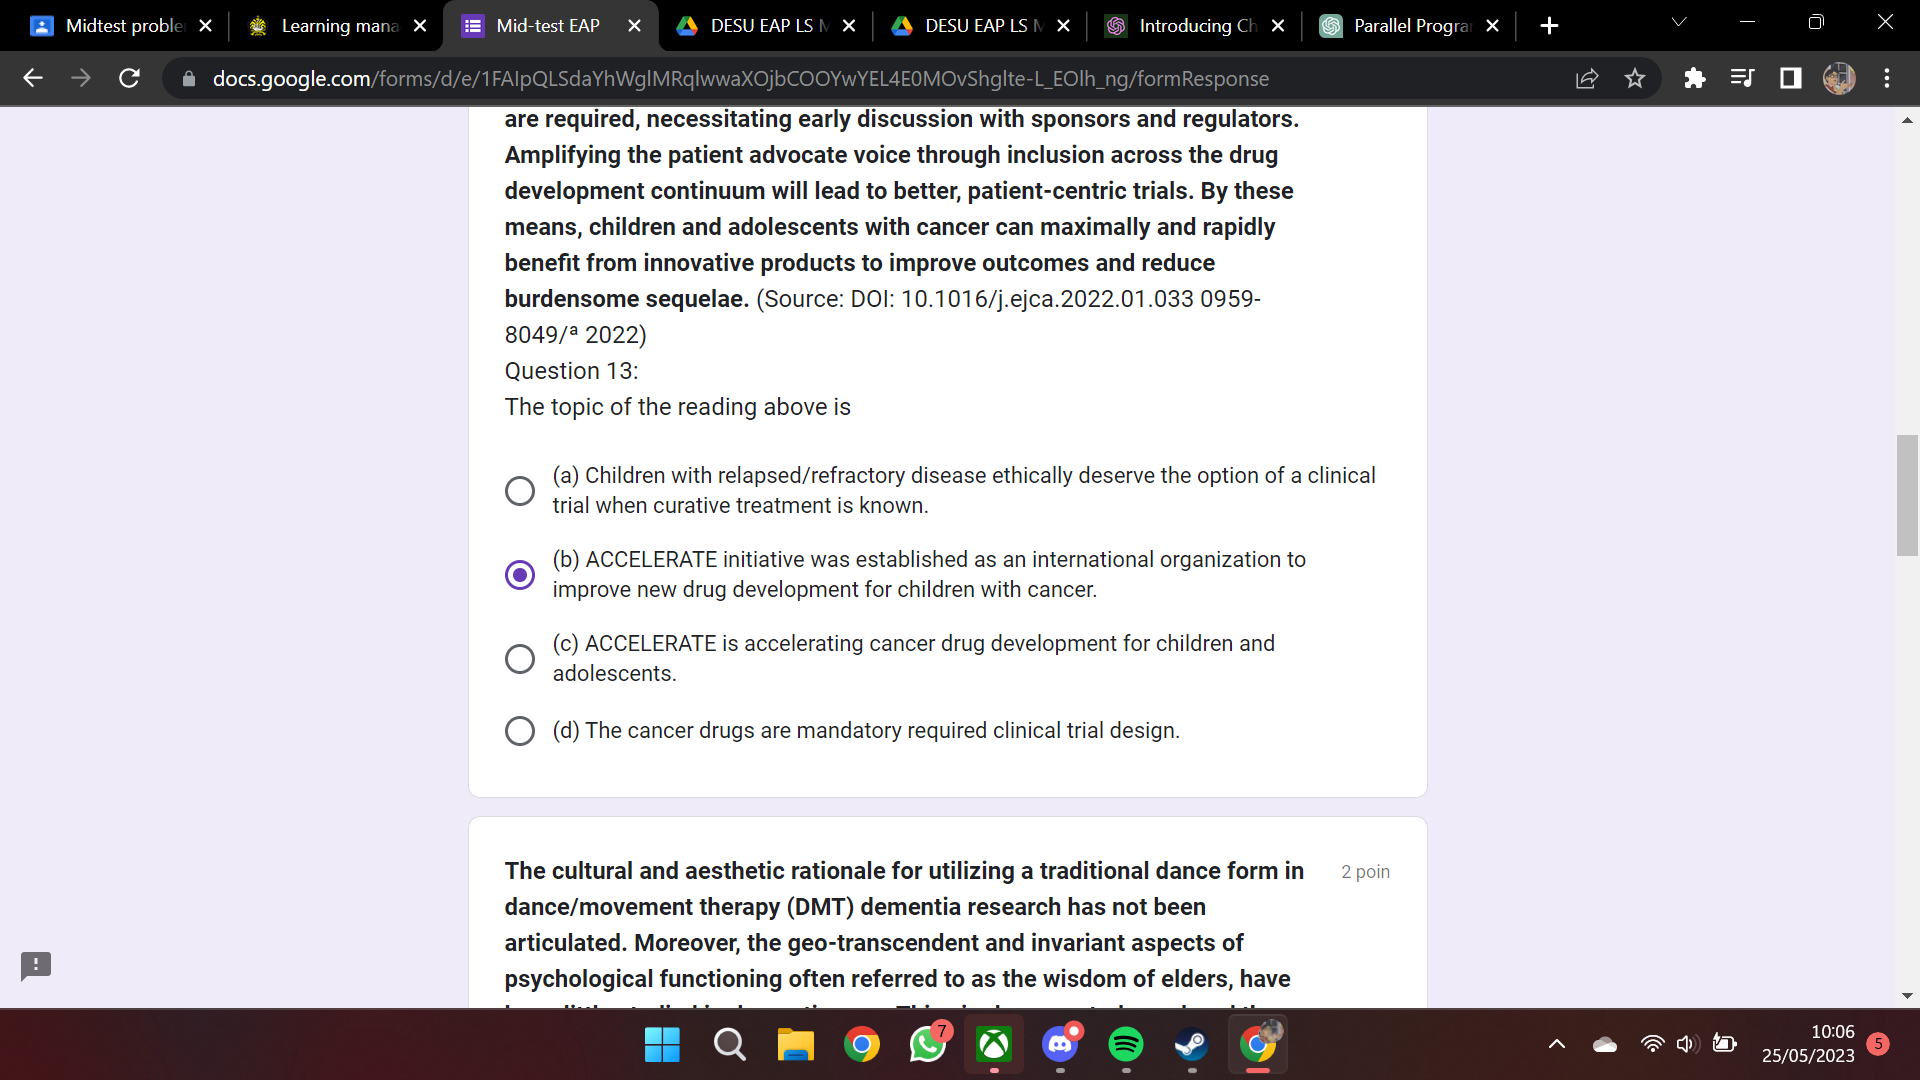 Midtest proble
Learning mana
Mid-test EAP
DESU EAP LS M
DESU EAP LS M
Introducing Ch
Parallel Progra
docs.google.com/forms/d/e/1FAIpQLSdaYhWglMRqlwwaXOjbCOOYwYEL4E0MOvShglte-L_EOlh_ng/formResponse
are required, necessitating early discussion with sponsors and regulators.
Amplifying the patient advocate voice through inclusion across the drug
development continuum will lead to better, patient-centric trials. By these
means, children and adolescents with cancer can maximally and rapidly
benefit from innovative products to improve outcomes and reduce
burdensome sequelae. (Source: DOI: 10.1016/j.ejca.2022.01.033 0959-
8049/ª 2022)
Question 13:
The topic of the reading above is
(a) Children with relapsed/refractory disease ethically deserve the option of a clinical
trial when curative treatment is known.
(b) ACCELERATE initiative was established as an international organization to
improve new drug development for children with cancer.
(c) ACCELERATE is accelerating cancer drug development for children and
adolescents.
(d) The cancer drugs are mandatory required clinical trial design.
The cultural and aesthetic rationale for utilizing a traditional dance form in
2 poin
dance/movement therapy (DMT) dementia research has not been
articulated. Moreover, the geo-transcendent and invariant aspects of
psychological functioning often referred to as the wisdom of elders, have
7
10:06
25/05/2023
5